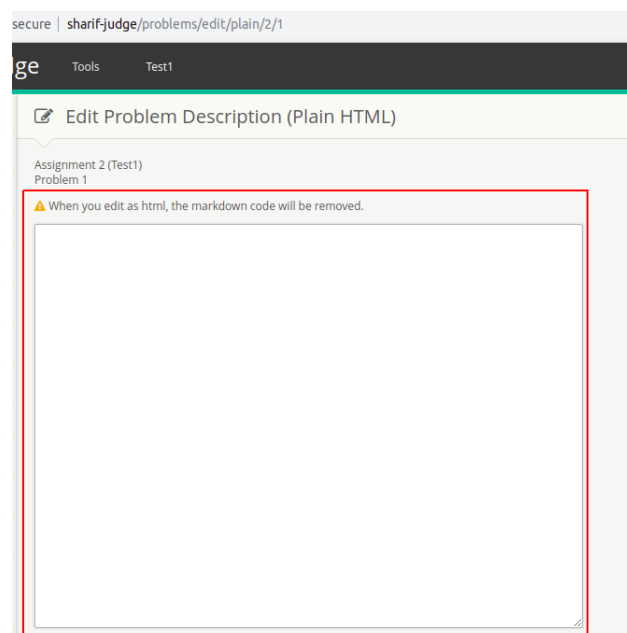 secure | sharif-judge/problems/edit/plain/2/1
ge Tools Test1
Edit Problem Description (Plain HTML)
Assignment 2 (Test1)
Problem 1
When you edit as html, the markdown code will be removed.